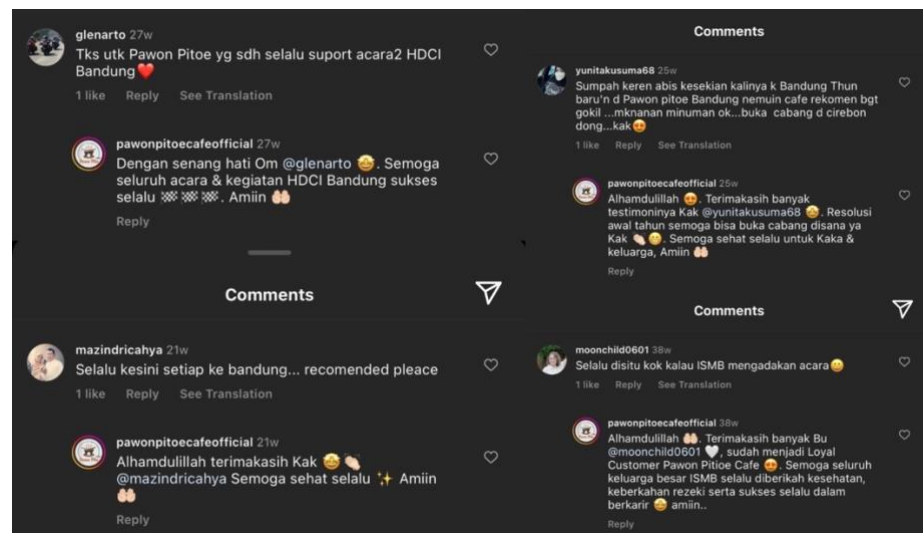 glenarto 27w
Tks utk Pawon Pitoe yg sdh selalu suport acara2 HDCI
Bandung❤️
1 like Reply See Translation
pawonpitoecafeofficial 27w
Dengan senang hati Om @glenarto 🤩. Semoga
seluruh acara & kegiatan HDCI Bandung sukses
selalu 🏁 🏁 🏁. Amiin 🤲🏻
Reply
Comments
mazindricahya 21w
Selalu kesini setiap ke bandung... recomended pleace
1 like Reply See Translation
pawonpitoecafeofficial 21w
Alhamdulillah terimakasih Kak 🤩👏🏻
@mazindricahya Semoga sehat selalu ✨ Amiin
🤲🏻
Reply
Comments
yunitakusuma68 25w
Sumpah keren abis kesekian kalinya k Bandung Thun
baru'n d Pawon pitoe Bandung nemuin cafe rekomen bgt
gokil ...mknanan minuman ok...buka cabang d cirebon
dong...kak😍
1 like Reply See Translation
pawonpitoecafeofficial 25w
Alhamdulillah 😍. Terimakasih banyak
testimoninya Kak @yunitakusuma68 🤩. Resolusi
awal tahun semoga bisa buka cabang disana ya
Kak 👏🏻😊. Semoga sehat selalu untuk Kaka &
keluarga, Amiin 🤲🏻
Reply
Comments
moonchild0601 38w
Selalu disitu kok kalau ISMB mengadakan acara😄
1 like Reply See Translation
pawonpitoecafeofficial 38w
Alhamdulillah 🤲🏻. Terimakasih banyak Bu
@moonchild0601 🤍, sudah menjadi Loyal
Customer Pawon Pitioe Cafe 😍. Semoga seluruh
keluarga besar ISMB selalu diberikah kesehatan,
keberkahan rezeki serta sukses selalu dalam
berkarir 🤩 amiin..
Reply